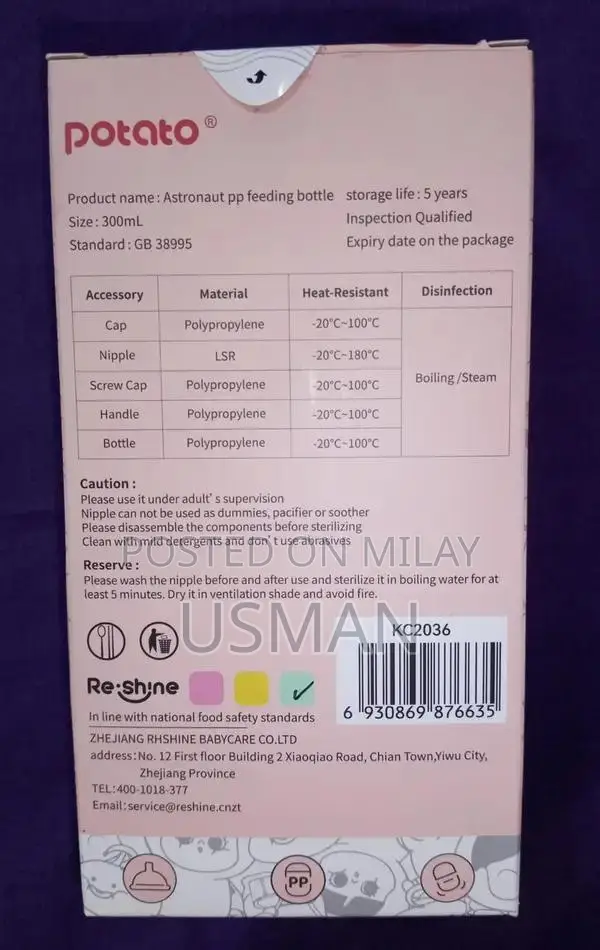 potato®
Product name : Astronaut pp feeding bottle
Size : 300mL
Standard : GB 38995
storage life : 5 years
Inspection Qualified
Expiry date on the package
Accessory Material Heat-Resistant Disinfection
Cap Polypropylene -20°C~100°C
Nipple LSR -20°C~180°C
Screw Cap Polypropylene -20°C~100°C
Handle Polypropylene -20°C~100°C
Bottle Polypropylene -20°C~100°C
Boiling /Steam
Caution :
Please use it under adult' s supervision
Nipple can not be used as dummies, pacifier or soother
Please disassemble the components before sterilizing
Clean with mild detergents and don' t use abrasives
POSTED ON MILAY
Reserve :
Please wash the nipple before and after use and sterilize it in boiling water for at
least 5 minutes. Dry it in ventilation shade and avoid fire.
USMAN
KC2036
6 930869 876635
Re·shine
In line with national food safety standards
ZHEJIANG RHSHINE BABYCARE CO.LTD
address:No. 12 First floor Building 2 Xiaoqiao Road, Chian Town,Yiwu City,
Zhejiang Province
TEL:400-1018-377
Email:service@reshine.cnzt
PP